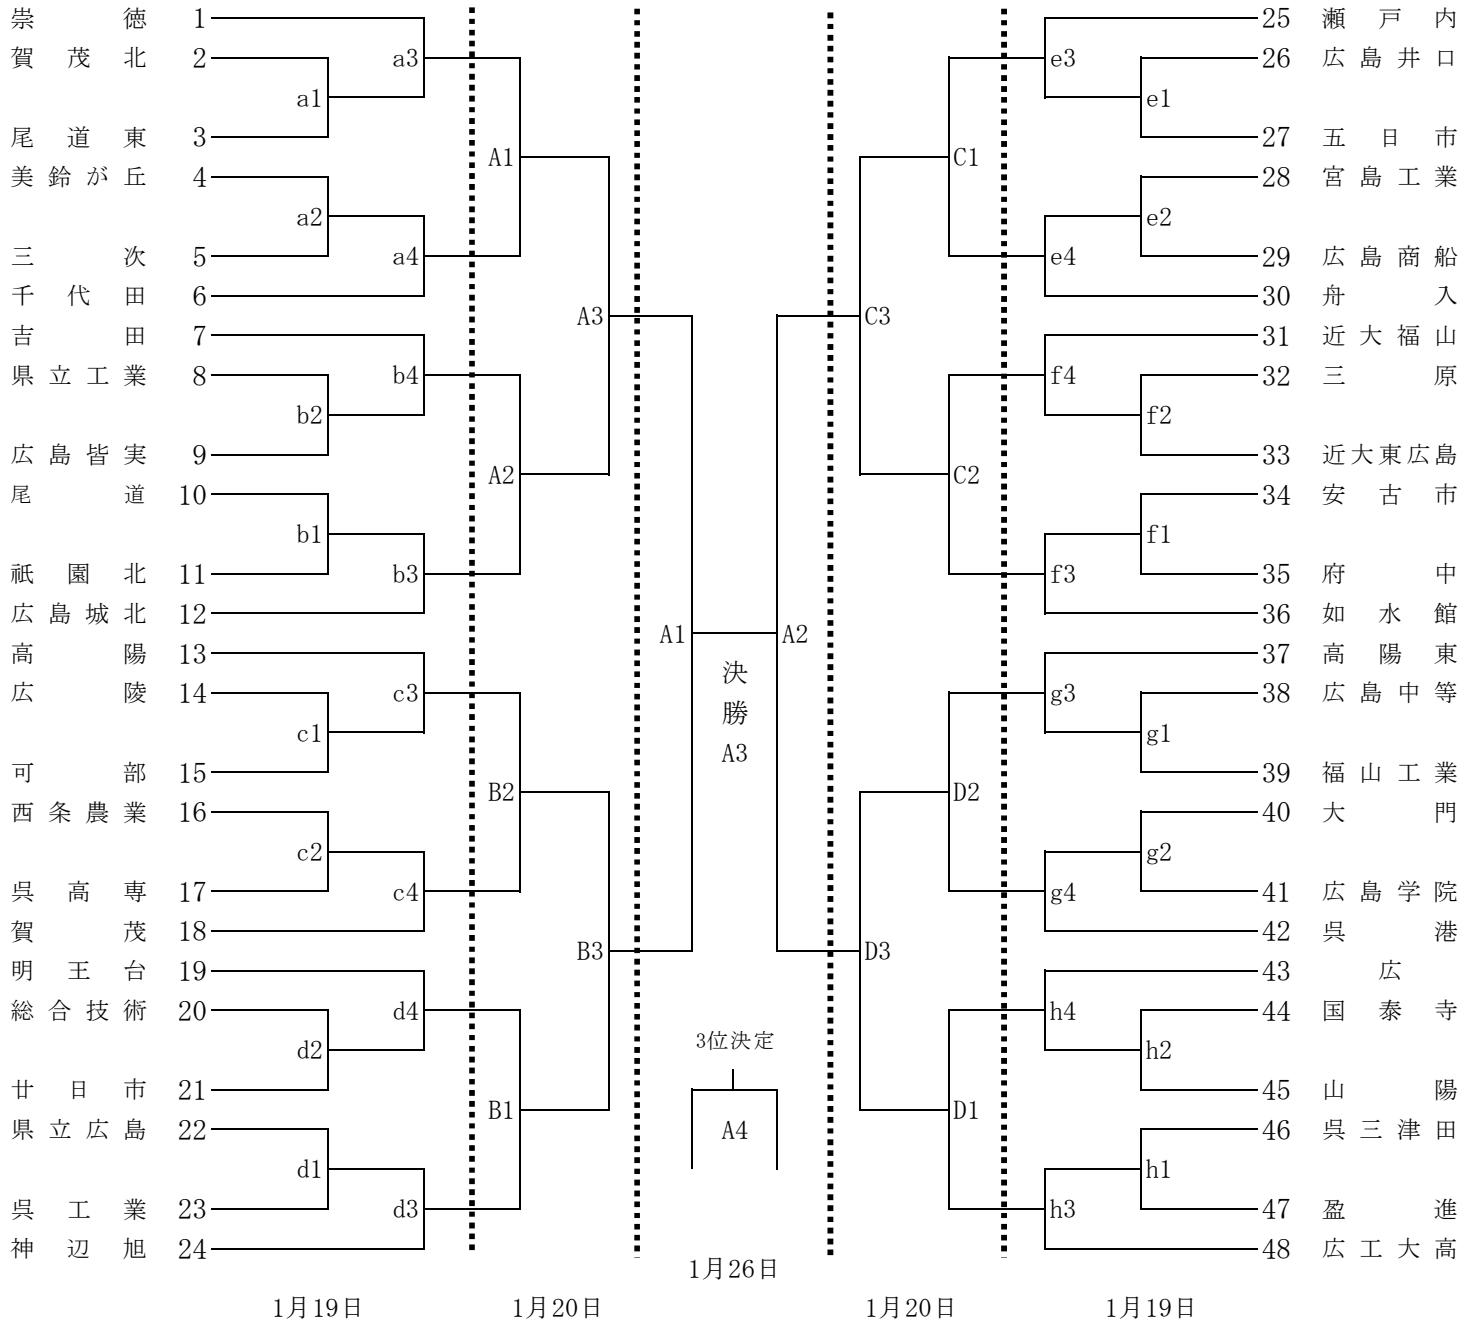 崇徳 1 25 瀬戸内
賀茂北 2 a3 e3 26 広島井口
a1 e1
尾道東 3 27 五日市
A1 C1
美鈴が丘 4 28 宮島工業
a2 e2
三次 5 a4 e4 29 広島商船
千代田 6 30 舟入
A3 C3
吉田 7 31 近大福山
県立工業 8 b4 f4 32 三原
b2 f2
広島皆実 9 33 近大東広島
A2 C2
尾道 10 34 安古市
b1 f1
祇園北 11 b3 f3 35 府中
広島城北 12 36 如水館
A1 A2
高陽 13 37 高陽東
決
広陵 14 c3 g3 38 広島中等
勝
c1 g1
A3
可部 15 39 福山工業
B2 D2
西条農業 16 40 大門
c2 g2
呉高専 17 c4 g4 41 広島学院
賀茂 18 42 呉港
B3 D3
明王台 19 43 広
総合技術 20 d4 h4 44 国泰寺
3位決定
d2 h2
廿日市 21 45 山陽
B1 D1
県立広島 22 A4 46 呉三津田
d1 h1
呉工業 23 d3 h3 47 盈進
神辺旭 24 48 広工大高
1月26日
1月19日 1月20日 1月20日 1月19日